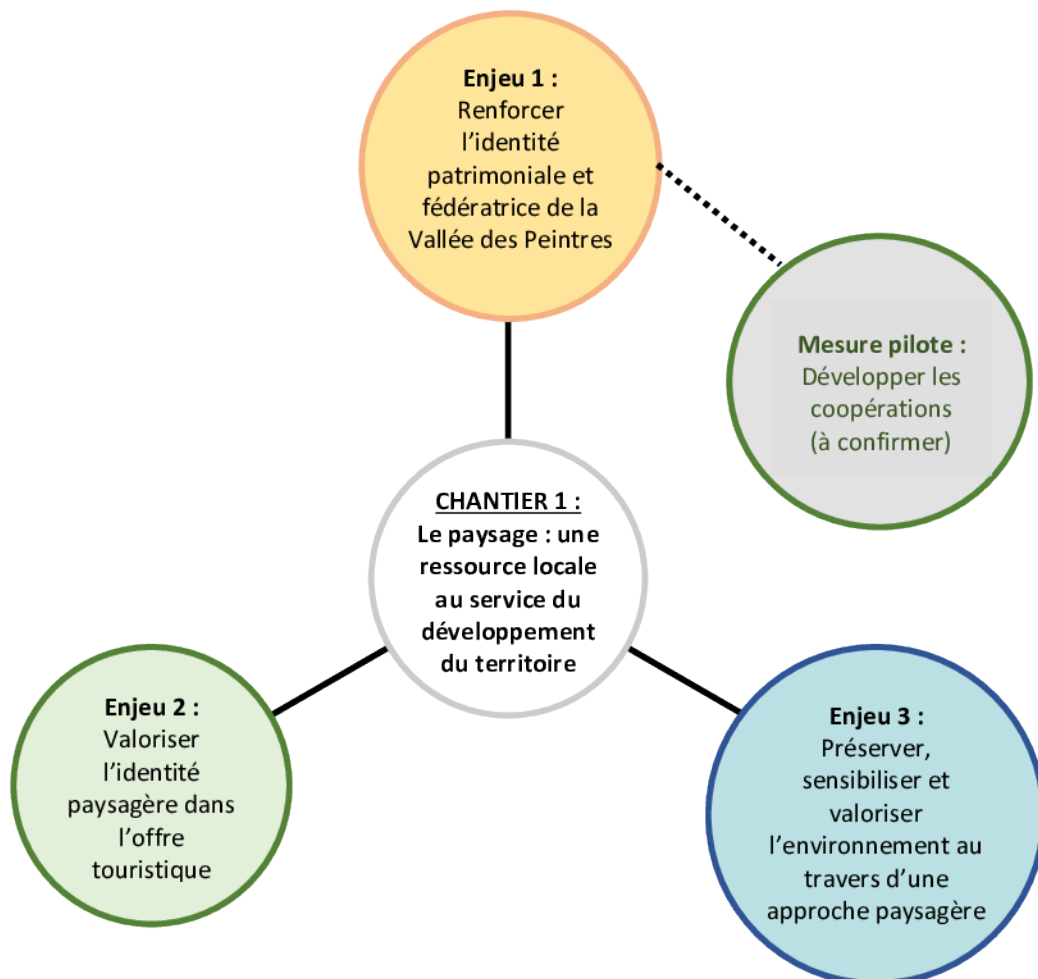 Enjeu 1 :
Renforcer
l’identité
patrimoniale et
fédératrice de la
Vallée des Peintres
Mesure pilote :
Développer les
coopérations
(à confirmer)
CHANTIER 1 :
Le paysage : une
ressource locale
au service du
développement
du territoire
Enjeu 2 :
Valoriser
l’identité
paysagère dans
l’offre
touristique
Enjeu 3 :
Préserver,
sensibiliser et
valoriser
l’environnement au
travers d’une
approche paysagère